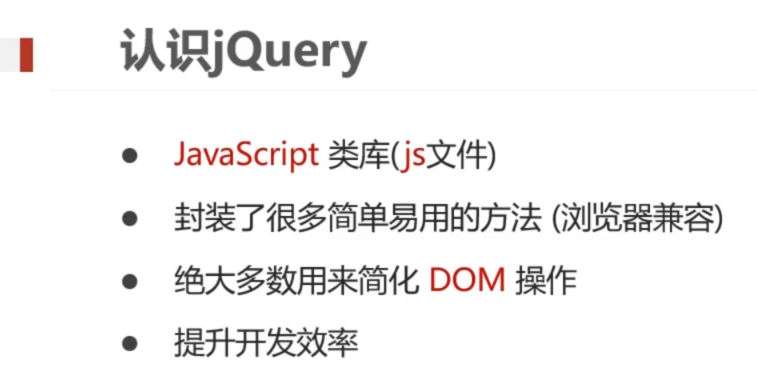 认识jQuery
● JavaScript 类库(js文件)
● 封装了很多简单易用的方法 (浏览器兼容)
● 绝大多数用来简化 DOM 操作
● 提升开发效率